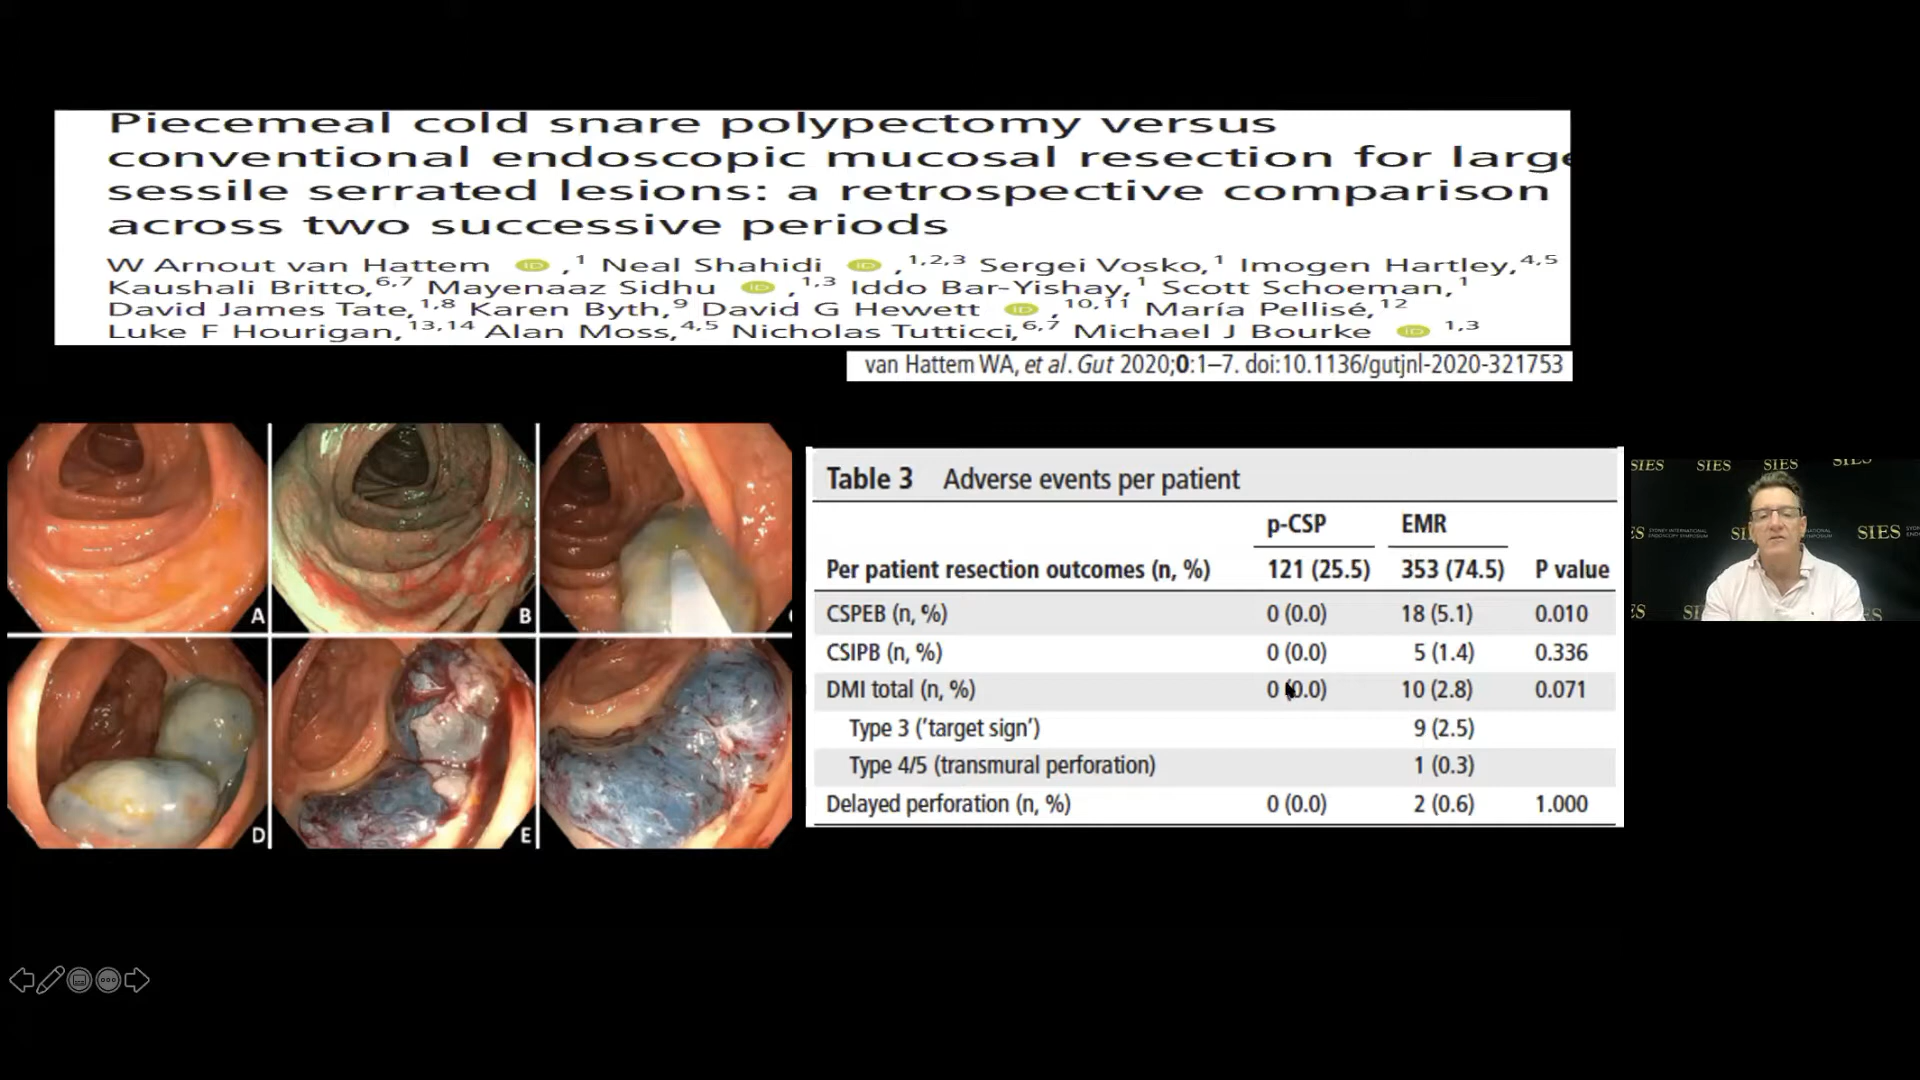 Piecemeal cold snare polypectomy versus
conventional endoscopic mucosal resection for large
sessile serrated lesions: a retrospective comparison
across two successive periods
W Arnout van Hattem iD ,1 Neal Shahidi iD ,1,2,3 Sergei Vosko,1 Imogen Hartley,4,5
Kaushali Britto,6,7 Mayenaaz Sidhu iD ,1,3 Iddo Bar-Yishay,1 Scott Schoeman,1
David James Tate,1,8 Karen Byth,9 David G Hewett iD ,10,11 María Pellisé,12
Luke F Hourigan,13,14 Alan Moss,4,5 Nicholas Tutticci,6,7 Michael J Bourke iD 1,3
van Hattem WA, et al. Gut 2020;0:1–7. doi:10.1136/gutjnl-2020-321753
A
B
D
E
Table 3 Adverse events per patient
p-CSP EMR
Per patient resection outcomes (n, %) 121 (25.5) 353 (74.5) P value
CSPEB (n, %) 0 (0.0) 18 (5.1) 0.010
CSIPB (n, %) 0 (0.0) 5 (1.4) 0.336
DMI total (n, %) 0 (0.0) 10 (2.8) 0.071
Type 3 (‘target sign’) 9 (2.5)
Type 4/5 (transmural perforation) 1 (0.3)
Delayed perforation (n, %) 0 (0.0) 2 (0.6) 1.000
SIES SIES SIES SIES
SIES